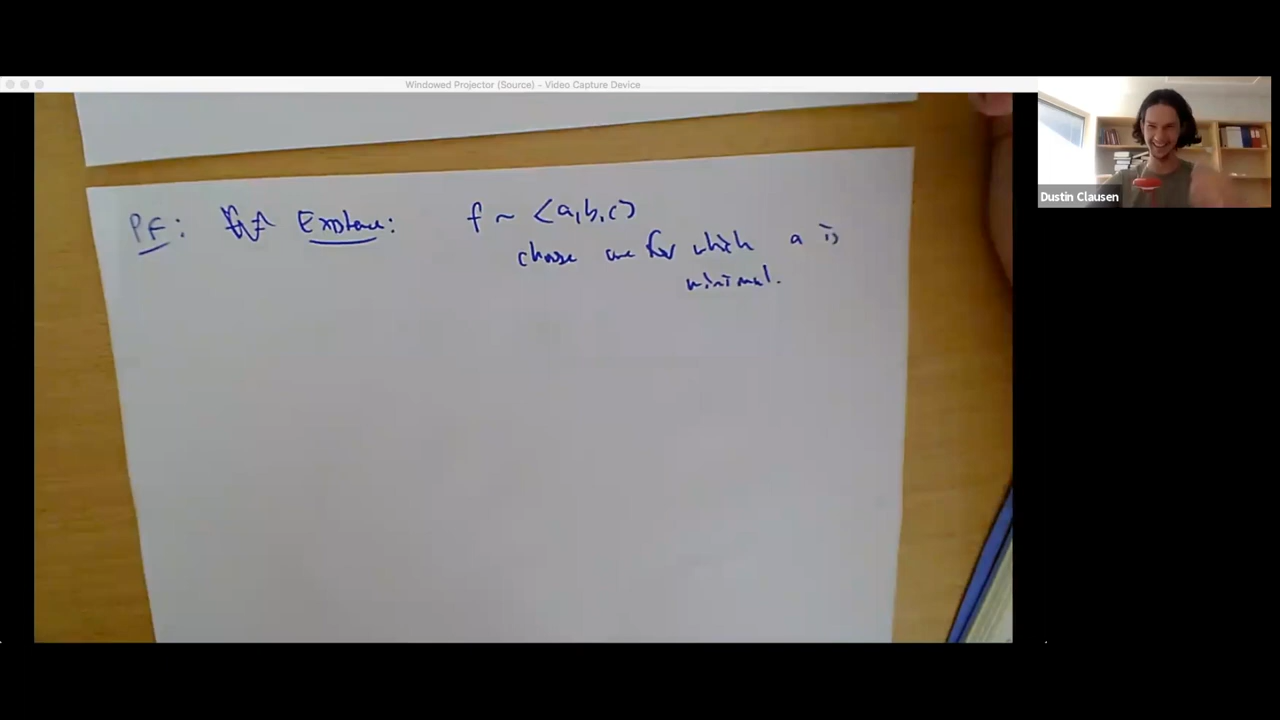 Windowed Projector (Source) - Video Capture Device
Dustin Clausen
PF: Existence: f ~ <a,b,c>
choose one for which a is
minimal.